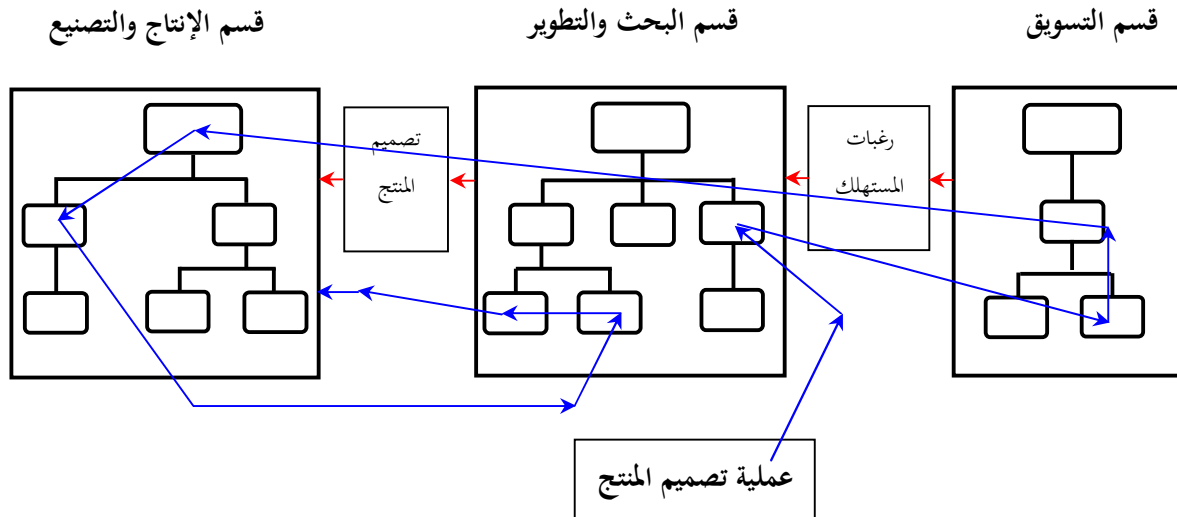 قسم التسويق
قسم البحث والتطوير
قسم الإنتاج والتصنيع
رغبات
المستهلك
تصميم
المنتج
عملية تصميم المنتج